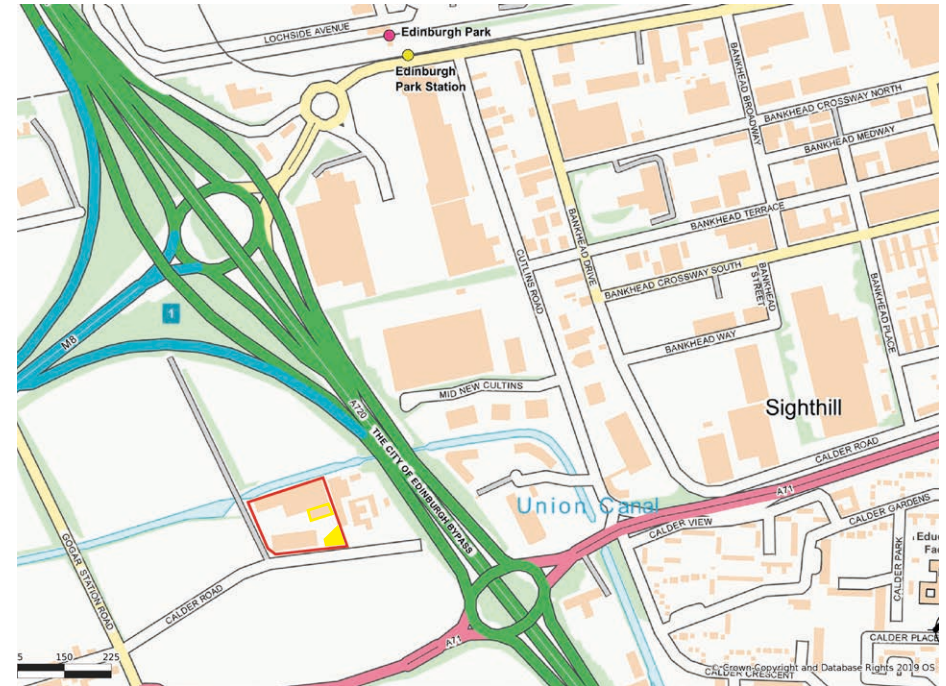 LOCHSIDE AVENUE
Edinburgh Park
Edinburgh
Park Station
BANKHEAD BROADWAY
BANKHEAD CROSSWAY NORTH
BANKHEAD MEDWAY
BANKHEAD TERRACE
BANKHEAD DRIVE
CUTLINS ROAD
BANKHEAD CROSSWAY SOUTH
BANKHEAD
STREET
BANKHEAD PLACE
BANKHEAD WAY
1
M8
MID NEW CULTINS
A720
THE CITY OF EDINBURGH BYPASS
Sighthill
CALDER ROAD
A71
Union Canal
CALDER VIEW
CALDER GARDENS
CALDER PARK
Educ
Fac
GOGAR STATION ROAD
CALDER ROAD
A71
CALDER PLACE
CALDER CRESCENT
5 150 225
© Crown Copyright and Database Rights 2019 OS